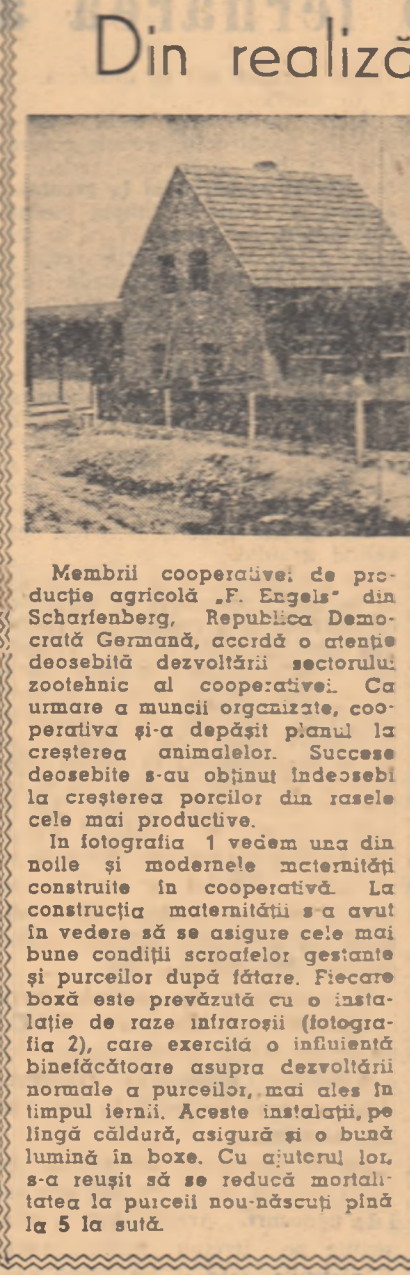 Din realiză
Membrii cooperativei de pro-
ducție agricolă „F. Engels" din
Scharfenberg, Republica Demo-
crată Germană, acordă o atenție
deosebită dezvoltării sectorului
zootehnic al cooperativei. Ca
urmare a muncii organizate, coo-
perativa și-a depășit planul la
creșterea animalelor. Succese
deosebite s-au obținut îndeosebi
la creșterea porcilor din rasele
cele mai productive.
In fotografia 1 vedem una din
noile și modernele maternități
construite în cooperativă. La
construcția maternității s-a avut
în vedere să se asigure cele mai
bune condiții scroafelor gestante
și purceilor după fătare. Fiecare
boxă este prevăzută cu o insta-
lație de raze infraroșii (fotogra-
fia 2), care exercită o influiență
binefăcătoare asupra dezvoltării
normale a purceilor, mai ales în
timpul iernii. Aceste instalații, pe
lîngă căldură, asigură și o bună
lumină în boxe. Cu ajutorul lor,
s-a reușit să se reducă mortali-
tatea la purceii nou-născuți pînă
la 5 la sută.